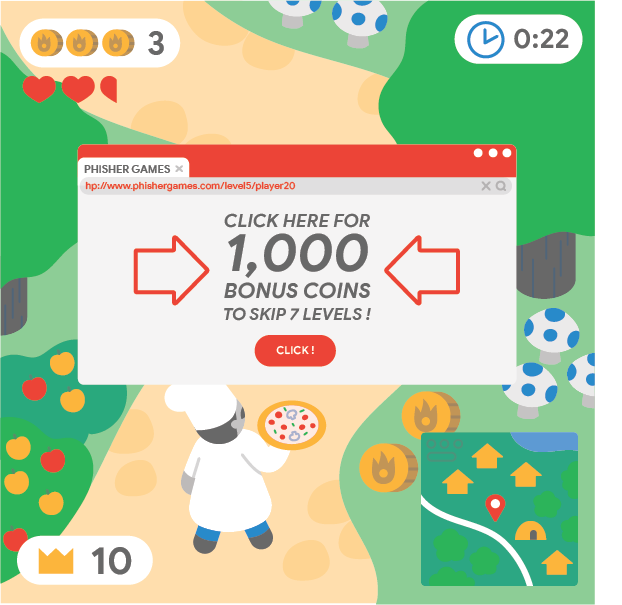 3
0:22
PHISHER GAMES
hp://www.phishergames.com/level5/player20
CLICK HERE FOR
1,000
BONUS COINS
TO SKIP 7 LEVELS !
CLICK !
10